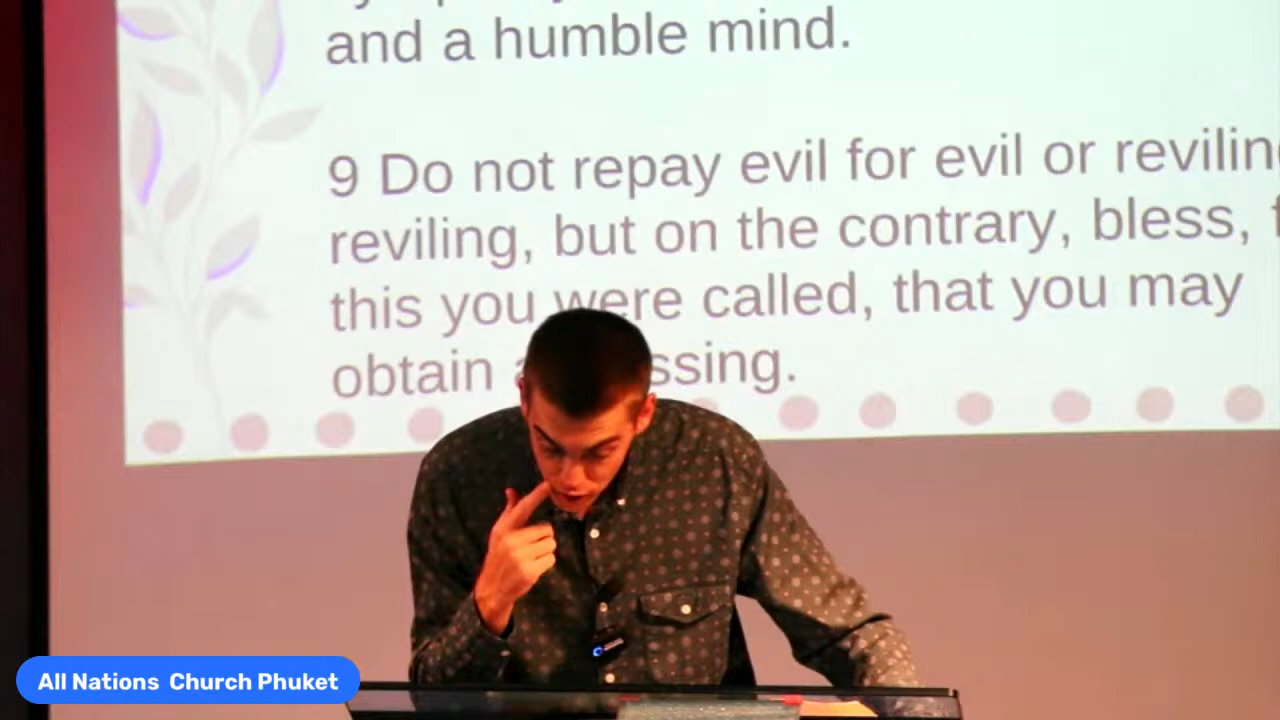 and a humble mind.
9 Do not repay evil for evil or
reviling, but on the contrary, bless,
this you were called, that you may
obtain
All Nations Church Phuket